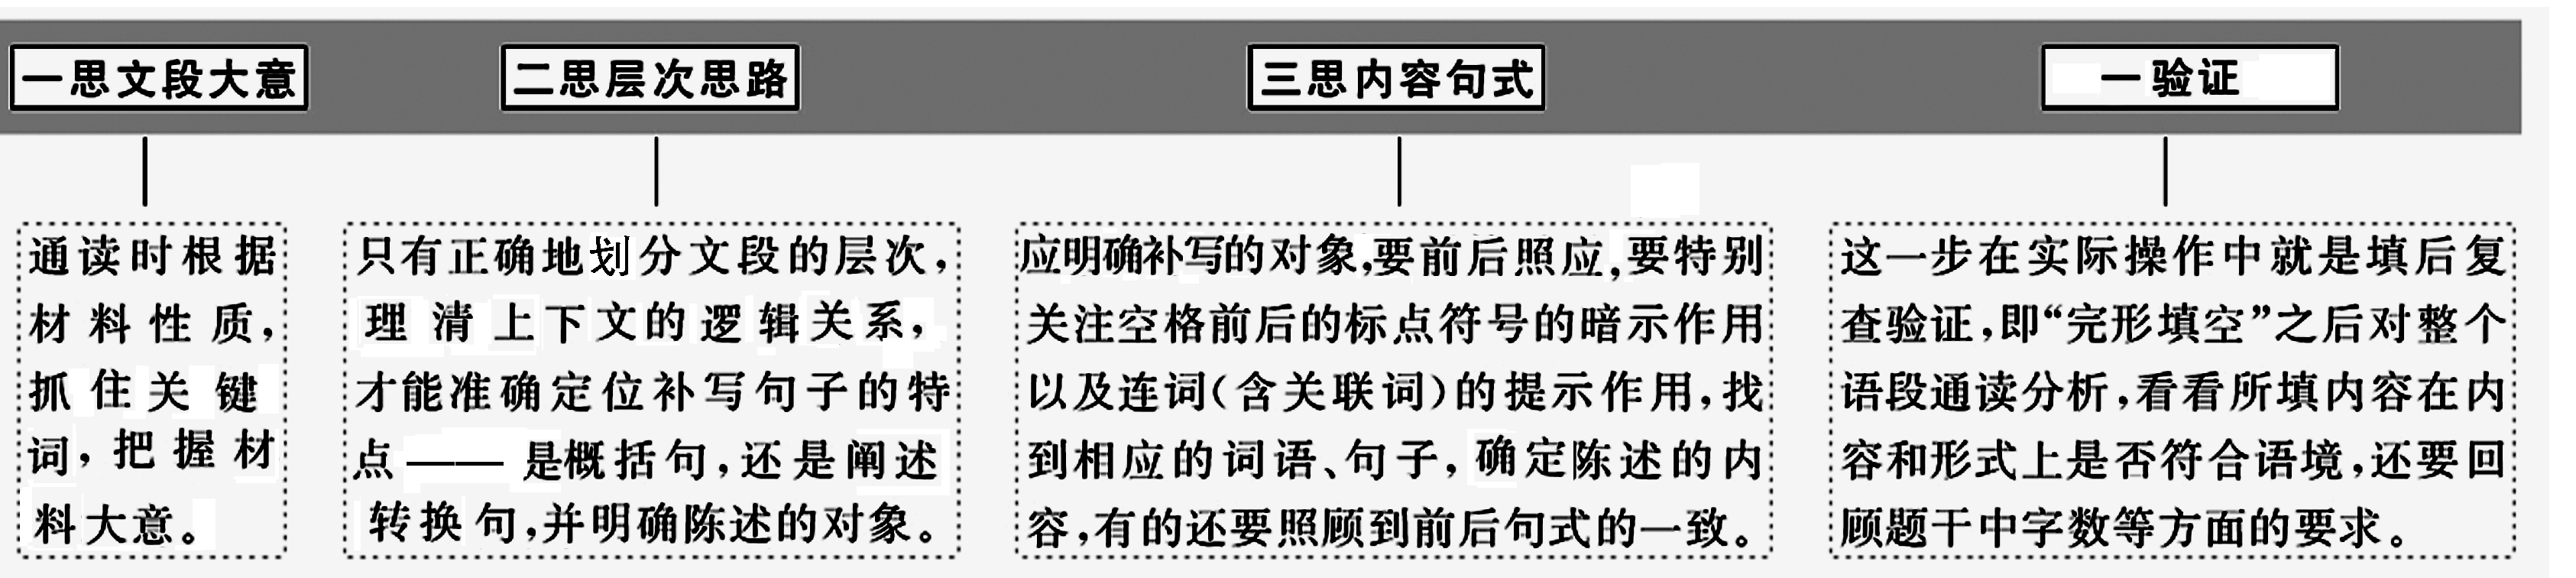 一思文段大意
二思层次思路
三思内容句式
一验证
通读时根据
材料性质，
抓住关键
词，把握材
料大意。
只有正确地划分文段的层次，
理清上下文的逻辑关系，
才能准确定位补写句子的特
点——是概括句，还是阐述
转换句，并明确陈述的对象。
应明确补写的对象，要前后照应，要特别
关注空格前后的标点符号的暗示作用
以及连词（含关联词）的提示作用，找
到相应的词语、句子，确定陈述的内
容，有的还要照顾到前后句式的一致。
这一步在实际操作中就是填后复
查验证，即“完形填空”之后对整个
语段通读分析，看看所填内容在内
容和形式上是否符合语境，还要回
顾题干中字数等方面的要求。